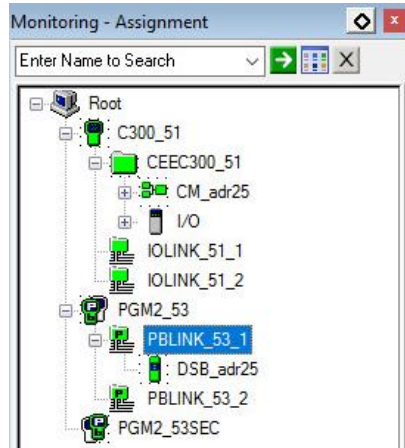 Monitoring - Assignment
Enter Name to Search
Root
C300_51
CEEC300_51
CM_adr25
I/O
IOLINK_51_1
IOLINK_51_2
PGM2_53
PBLINK_53_1
DSB_adr25
PBLINK_53_2
PGM2_53SEC